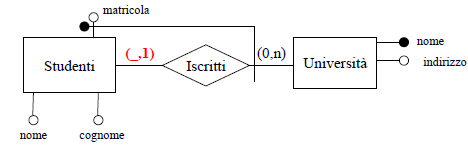 matricola
Studenti
(_,1)
Iscritti
(0,n)
Università
nome
indirizzo
nome
cognome